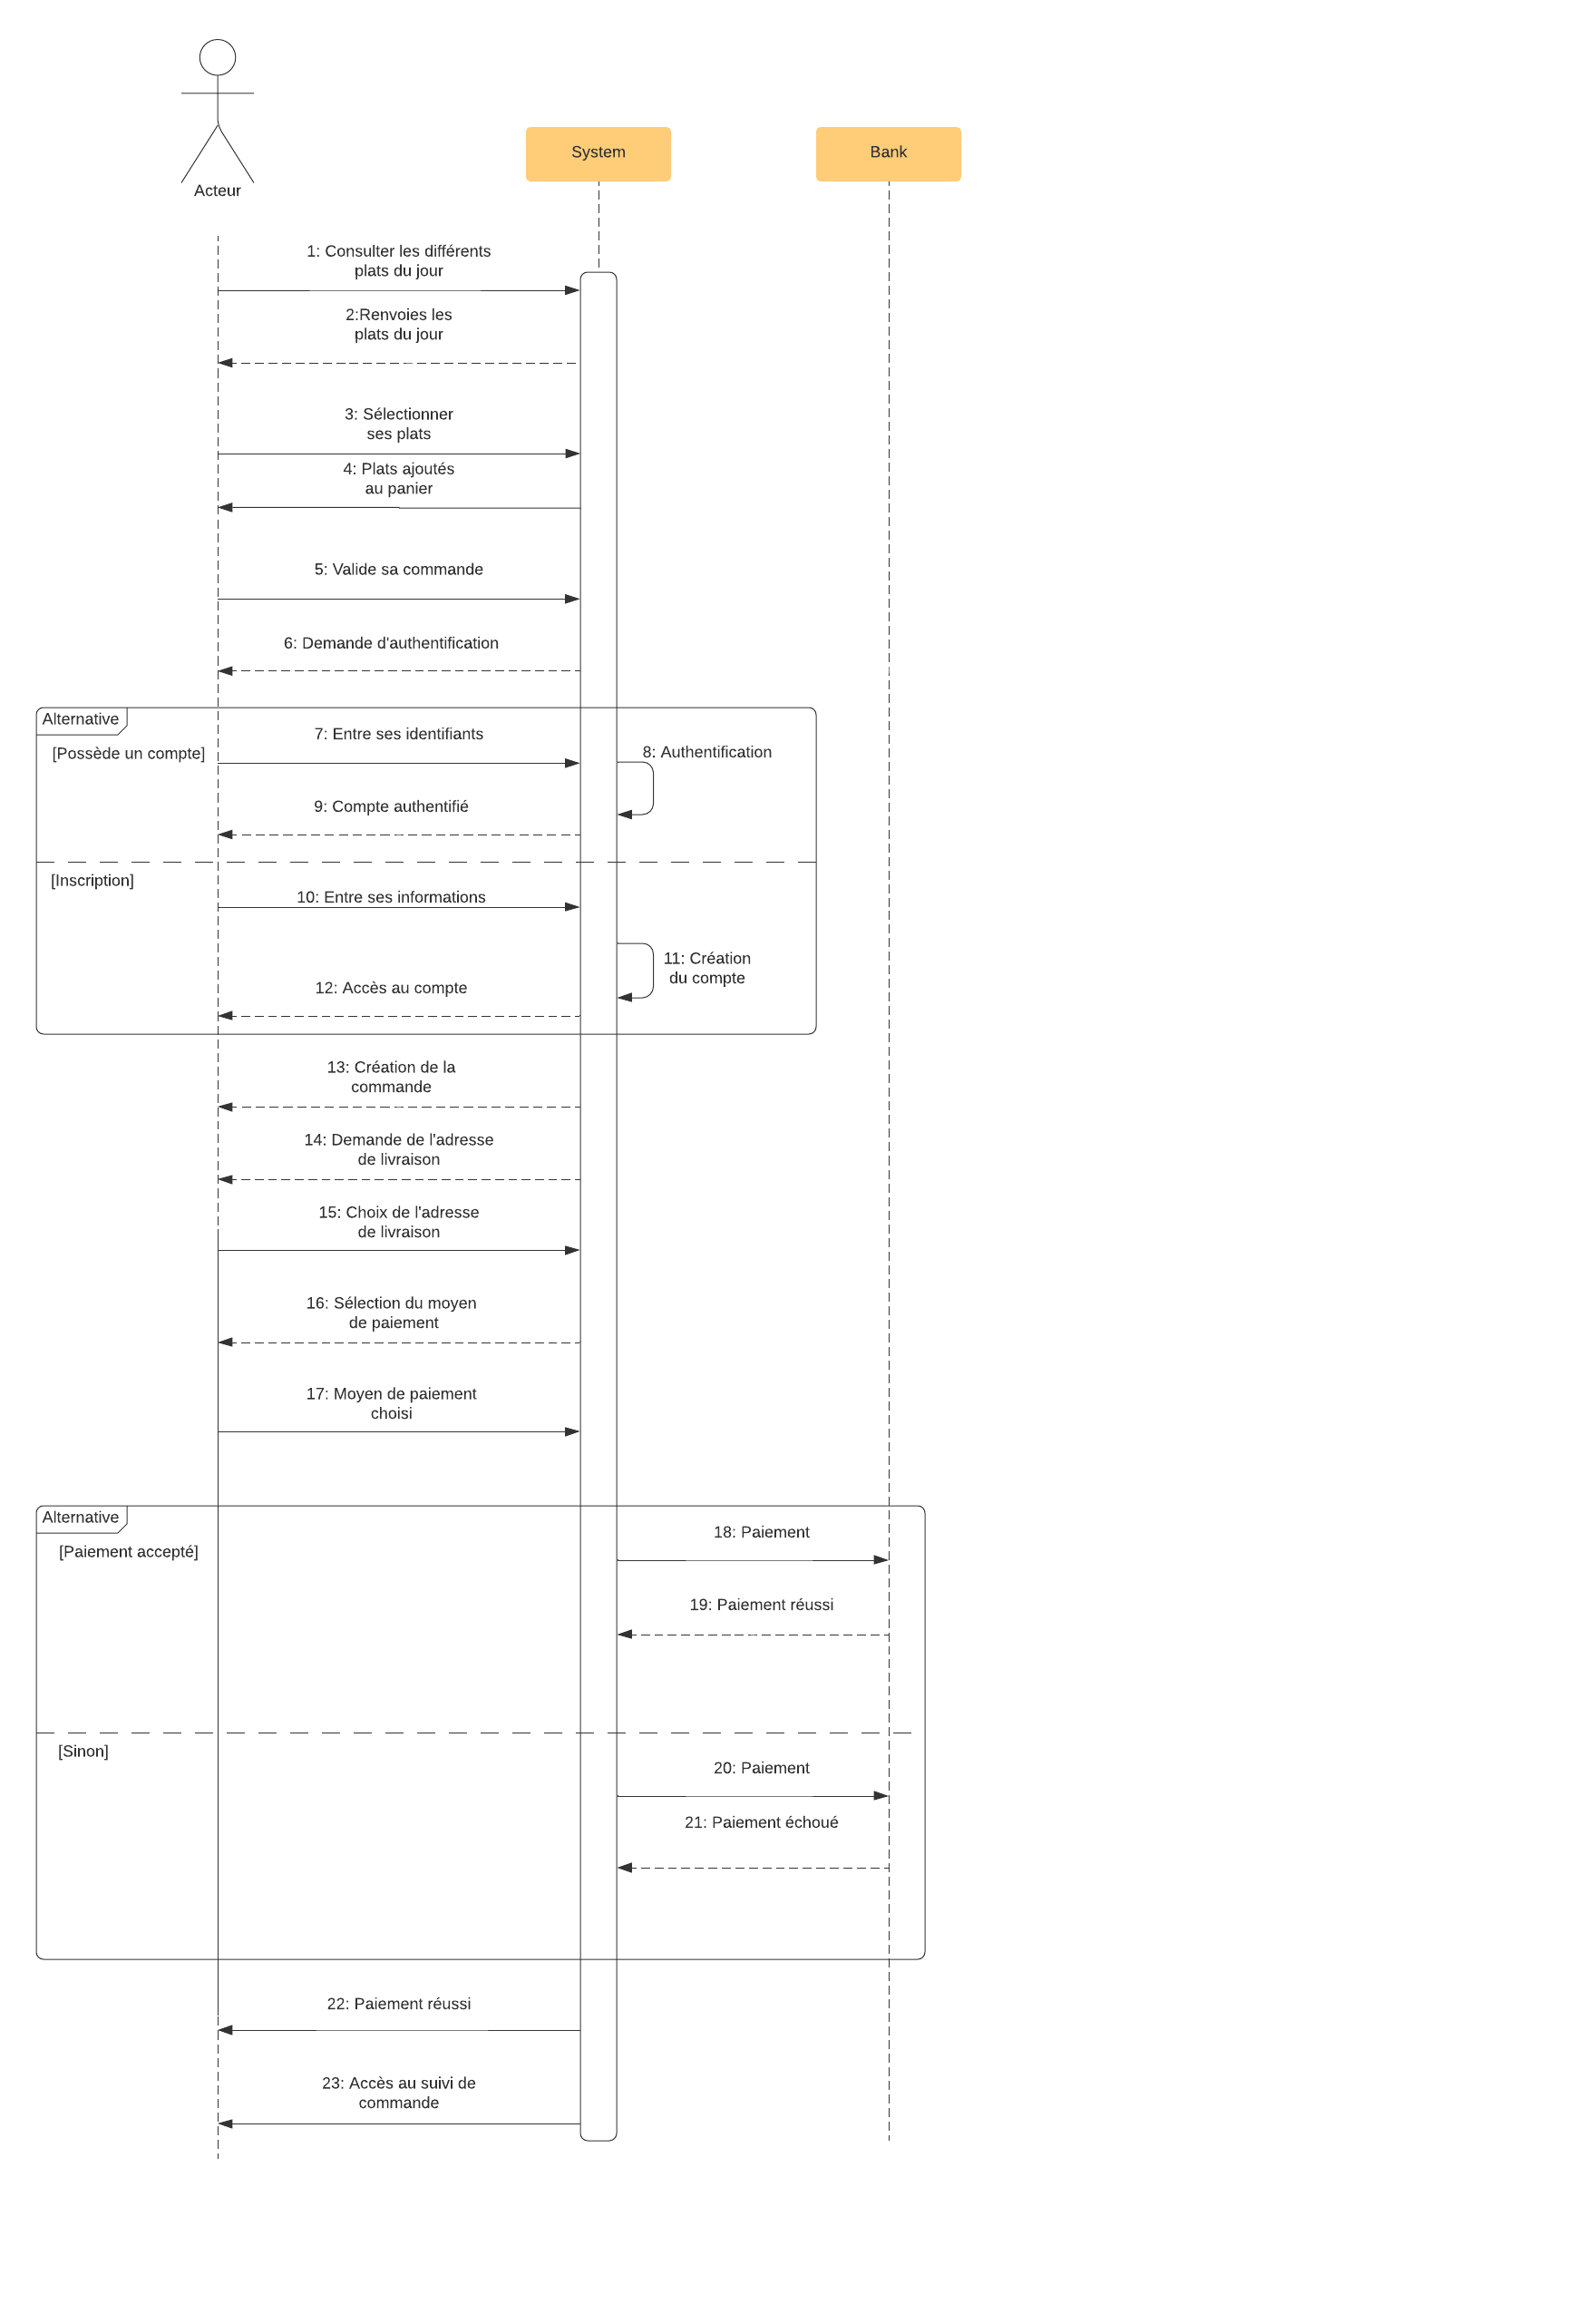 Acteur
System
Bank
1: Consulter les différents
plats du jour
2:Renvoies les
plats du jour
3: Sélectionner
ses plats
4: Plats ajoutés
au panier
5: Valide sa commande
6: Demande d'authentification
Alternative
[Possède un compte]
7: Entre ses identifiants
8: Authentification
9: Compte authentifié
[Inscription]
10: Entre ses informations
11: Création
du compte
12: Accès au compte
13: Création de la
commande
14: Demande de l'adresse
de livraison
15: Choix de l'adresse
de livraison
16: Sélection du moyen
de paiement
17: Moyen de paiement
choisi
Alternative
[Paiement accepté]
18: Paiement
19: Paiement réussi
[Sinon]
20: Paiement
21: Paiement échoué
22: Paiement réussi
23: Accès au suivi de
commande